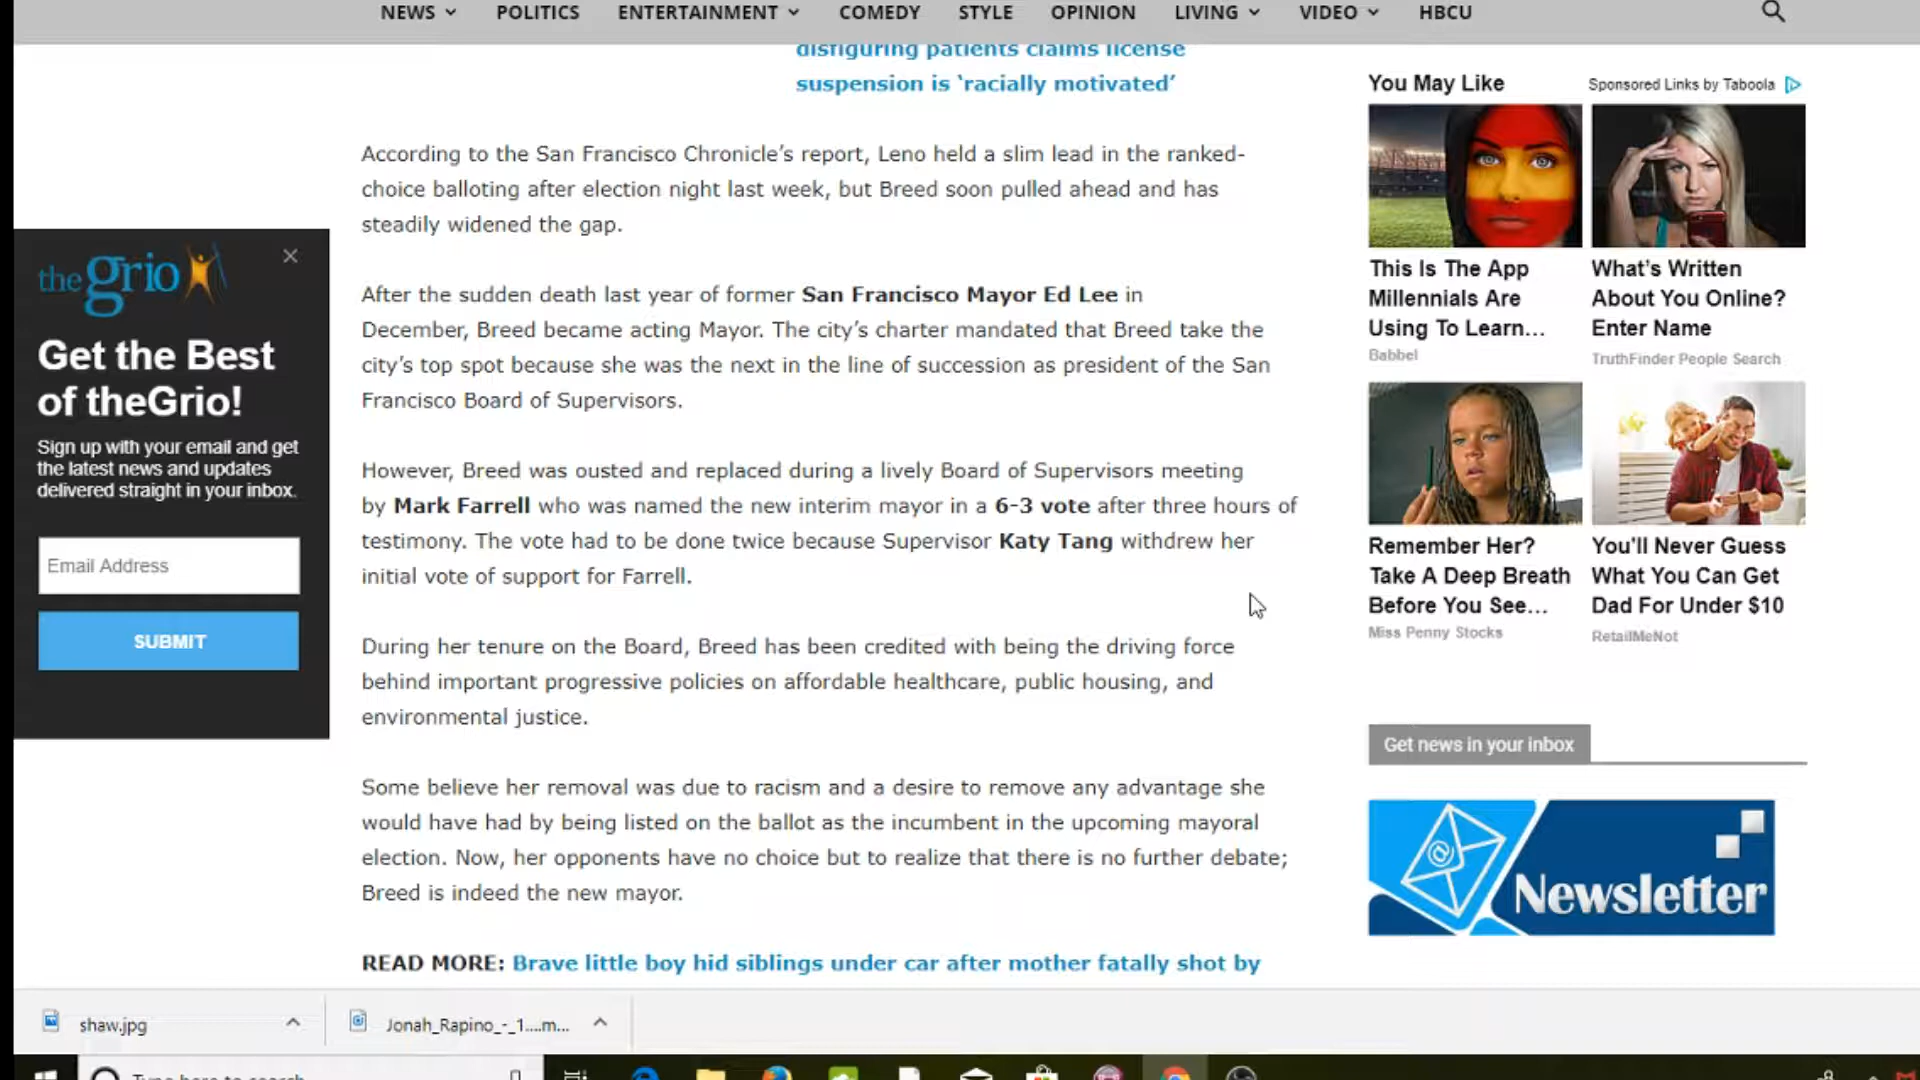 NEWS POLITICS ENTERTAINMENT COMEDY STYLE OPINION LIVING VIDEO HBCU
disfiguring patients claims license
suspension is ‘racially motivated’
According to the San Francisco Chronicle’s report, Leno held a slim lead in the ranked-
choice balloting after election night last week, but Breed soon pulled ahead and has
steadily widened the gap.
After the sudden death last year of former San Francisco Mayor Ed Lee in
December, Breed became acting Mayor. The city’s charter mandated that Breed take the
city’s top spot because she was the next in the line of succession as president of the San
Francisco Board of Supervisors.
However, Breed was ousted and replaced during a lively Board of Supervisors meeting
by Mark Farrell who was named the new interim mayor in a 6-3 vote after three hours of
testimony. The vote had to be done twice because Supervisor Katy Tang withdrew her
initial vote of support for Farrell.
During her tenure on the Board, Breed has been credited with being the driving force
behind important progressive policies on affordable healthcare, public housing, and
environmental justice.
Some believe her removal was due to racism and a desire to remove any advantage she
would have had by being listed on the ballot as the incumbent in the upcoming mayoral
election. Now, her opponents have no choice but to realize that there is no further debate;
Breed is indeed the new mayor.
READ MORE: Brave little boy hid siblings under car after mother fatally shot by
the grio
Get the Best
of theGrio!
Sign up with your email and get
the latest news and updates
delivered straight in your inbox.
Email Address
SUBMIT
You May Like
Sponsored Links by Taboola
This Is The App
Millennials Are
Using To Learn…
Babbel
What’s Written
About You Online?
Enter Name
TruthFinder People Search
Remember Her?
Take A Deep Breath
Before You See…
Miss Penny Stocks
You’ll Never Guess
What You Can Get
Dad For Under $10
RetailMeNot
Get news in your inbox
@
Newsletter
shaw.jpg
Jonah_Rapino_-_1....m...
Type here to search